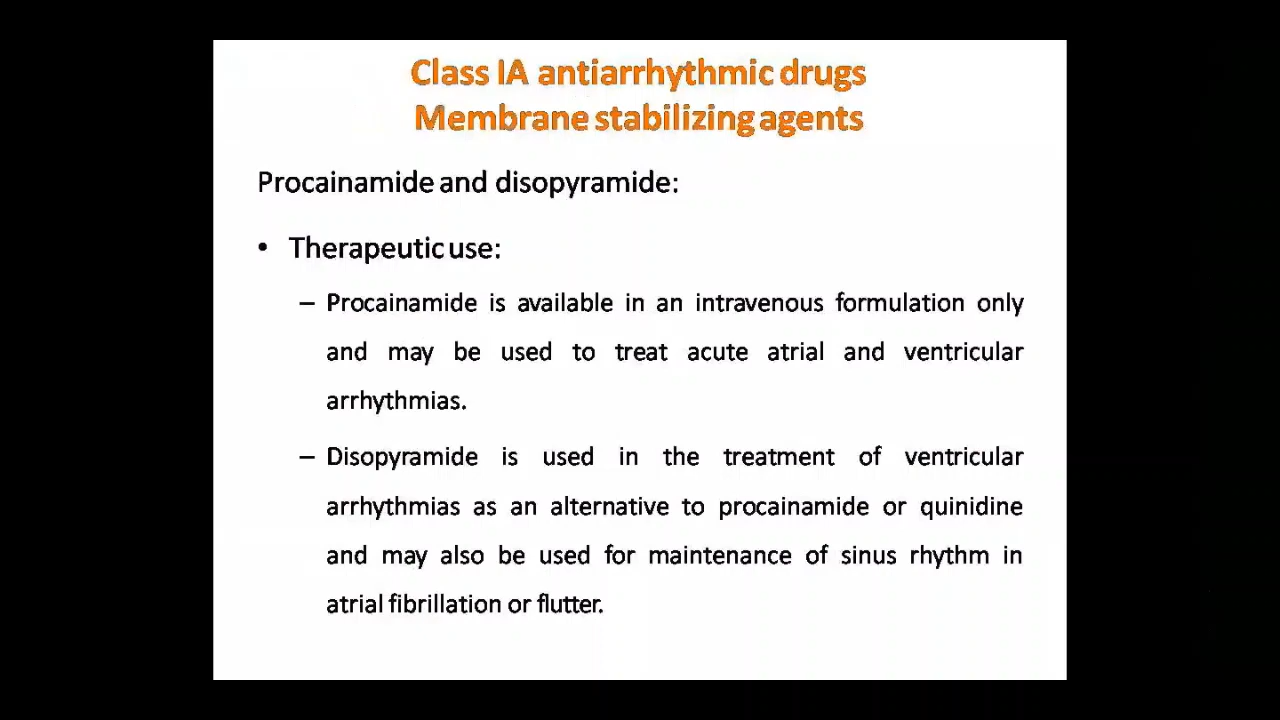 Class IA antiarrhythmic drugs
Membrane stabilizing agents
Procainamide and disopyramide:
• Therapeutic use:
– Procainamide is available in an intravenous formulation only
and may be used to treat acute atrial and ventricular
arrhythmias.
– Disopyramide is used in the treatment of ventricular
arrhythmias as an alternative to procainamide or quinidine
and may also be used for maintenance of sinus rhythm in
atrial fibrillation or flutter.